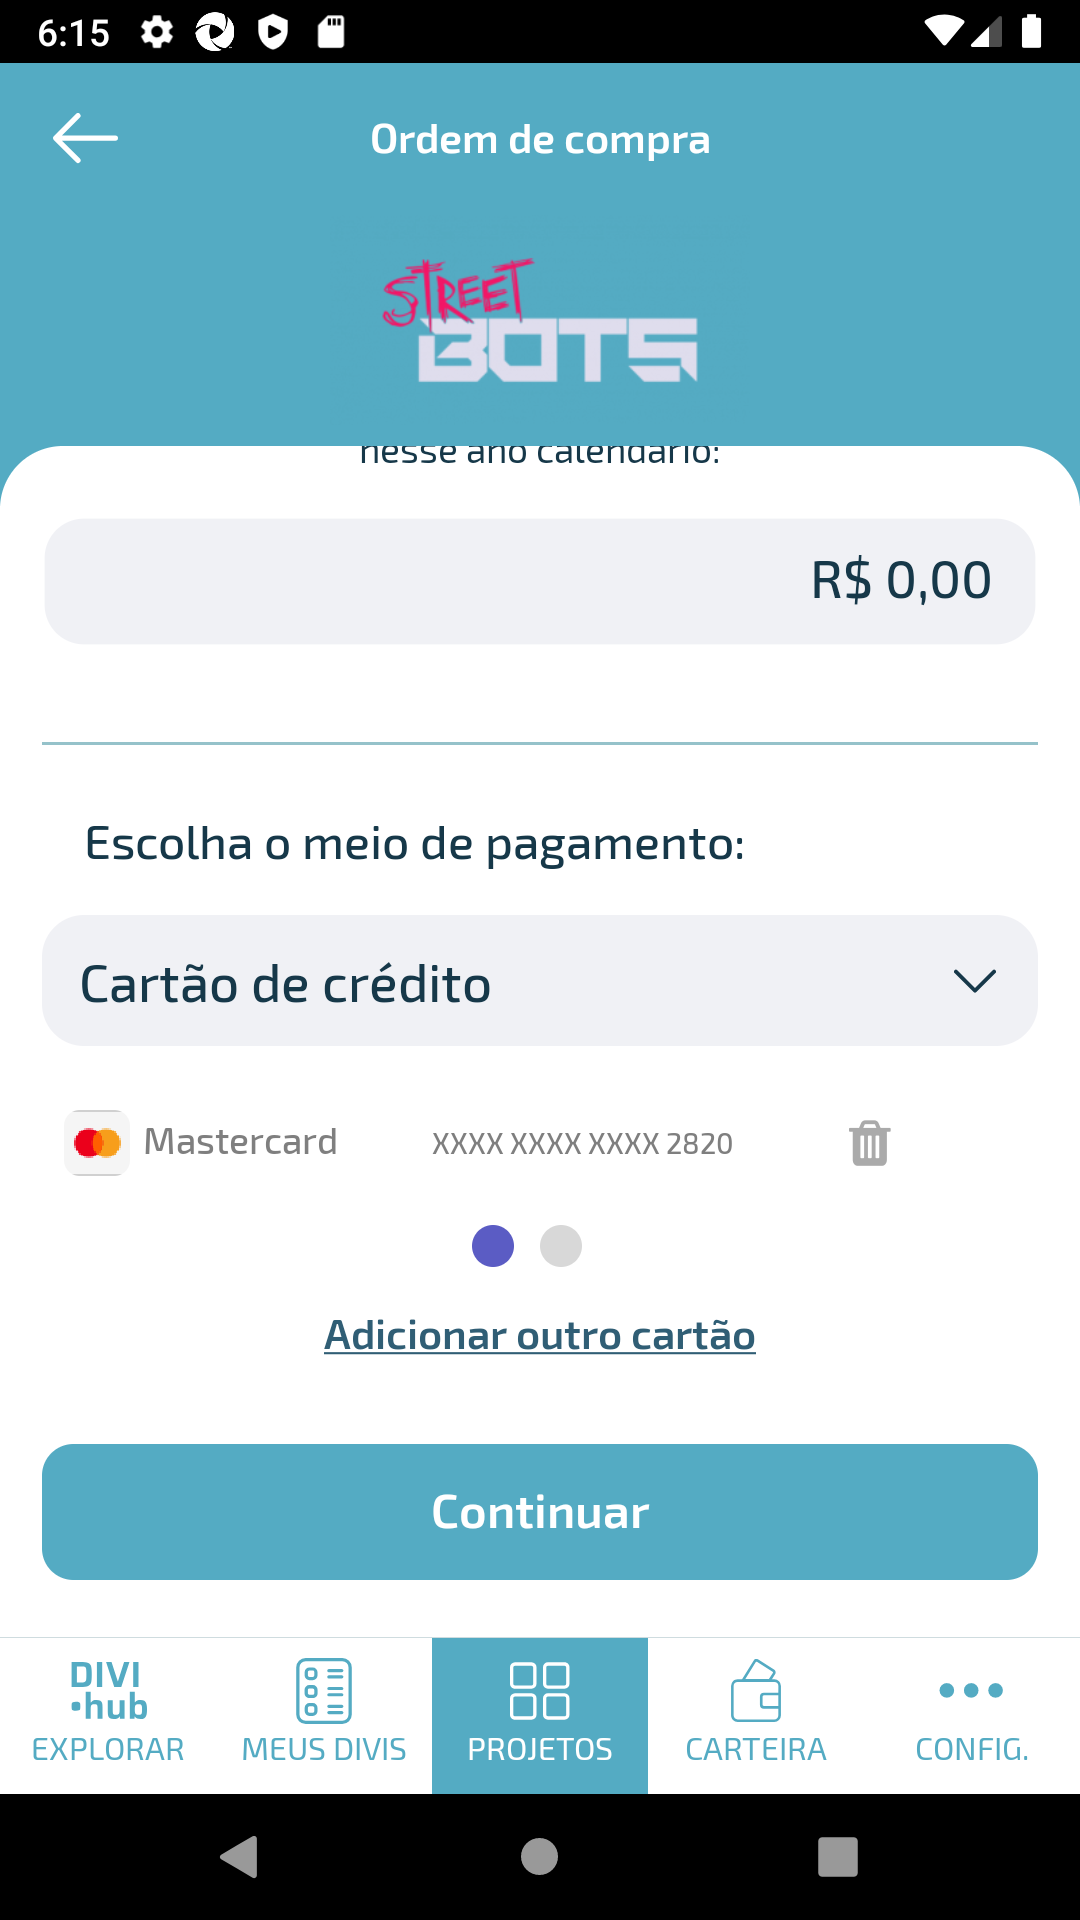 6:15
Ordem de compra
STREET
BOTS
nesse ano calendário:
R$ 0,00
Escolha o meio de pagamento:
Cartão de crédito
Mastercard XXXX XXXX XXXX 2820
Adicionar outro cartão
Continuar
DIVI
•hub
EXPLORAR MEUS DIVIS PROJETOS CARTEIRA CONFIG.